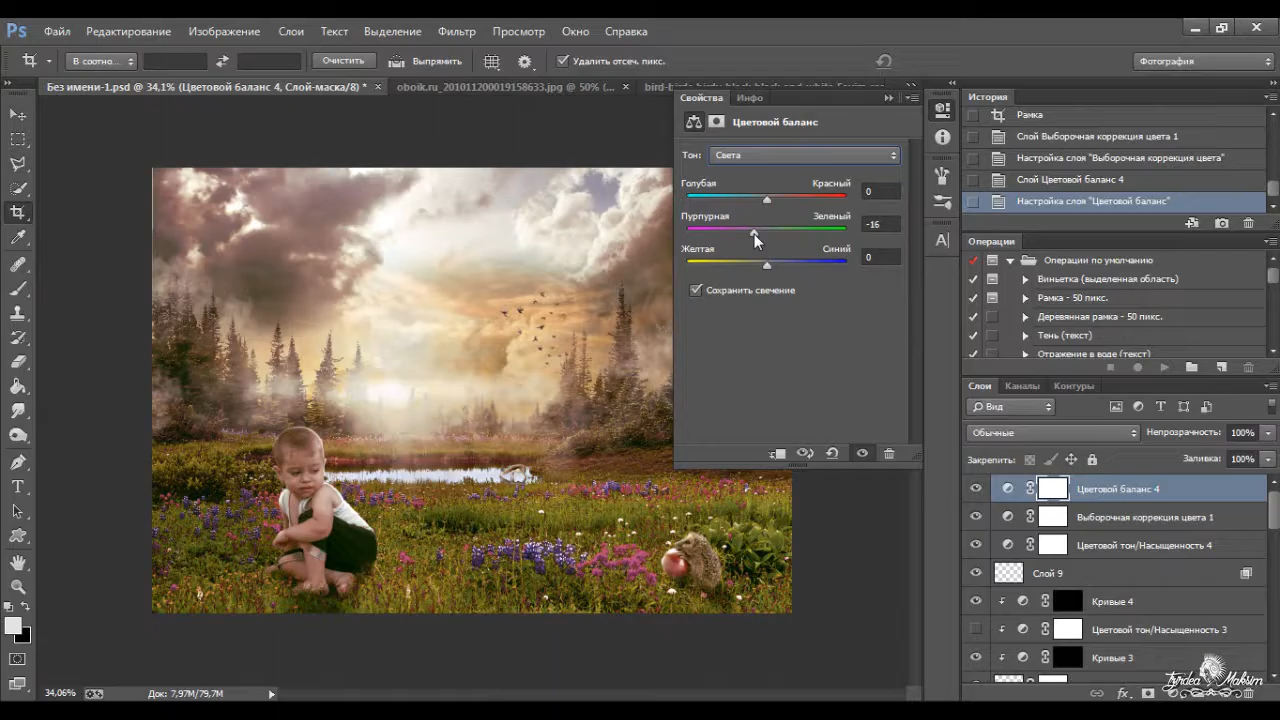 Ps Файл Редактирование Изображение Слои Текст Выделение Фильтр Просмотр Окно Справка
В соотно... Очистить Выпрямить Удалить отсеч. пикс. Фотография
Без имени-1.psd @ 34,1% (Цветовой баланс 4, Слой-маска/8) * × oboik.ru_201011200019158633.jpg @ 50% (... ×
Свойства Инфо
Цветовой баланс
Тон: Света
Голубая Красный 0
Пурпурная Зеленый -16
Желтая Синий 0
Сохранить свечение
История
Рамка
Слой Выборочная коррекция цвета 1
Настройка слоя "Выборочная коррекция цвета"
Слой Цветовой баланс 4
Настройка слоя "Цветовой баланс"
Операции
Операции по умолчанию
Виньетка (выделенная область)
Рамка - 50 пикс.
Деревянная рамка - 50 пикс.
Тень (текст)
Отражение в воде (текст)
Слои Каналы Контуры
Вид
Обычные Непрозрачность: 100%
Закрепить: Заливка: 100%
Цветовой баланс 4
Выборочная коррекция цвета 1
Цветовой тон/Насыщенность 4
Слой 9
Кривые 4
Цветовой тон/Насыщенность 3
Кривые 3
34,06% Док: 7,97M/79,7M
Maksim